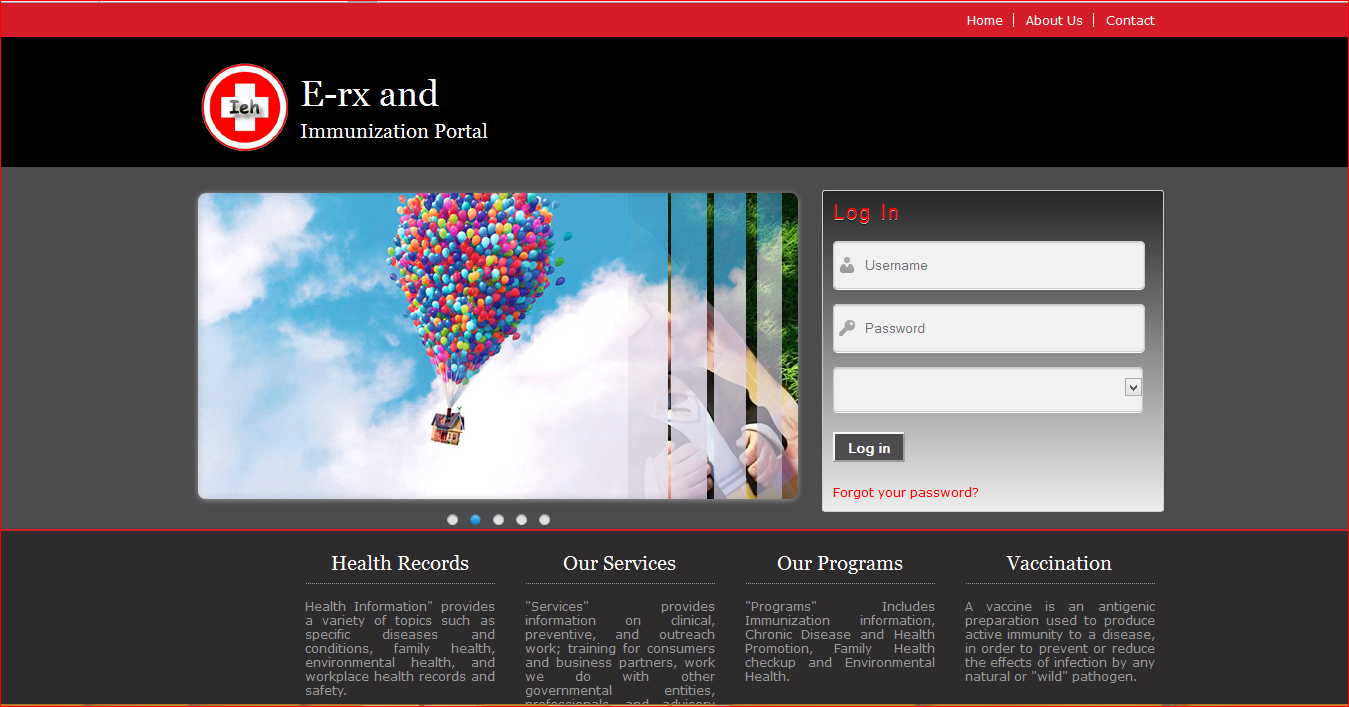 Home
About Us
Contact
Ieh
E-rx and
Immunization Portal
Log In
Username
Password
Log in
Forgot your password?
Health Records
Health Information" provides
a variety of topics such as
specific diseases and
conditions, family health,
environmental health, and
workplace health records and
safety.
Our Services
"Services" provides
information on clinical,
preventive, and outreach
work; training for consumers
and business partners, work
we do with other
governmental entities,
professionals, and advisory
Our Programs
"Programs" Includes
Immunization information,
Chronic Disease and Health
Promotion, Family Health
checkup and Environmental
Health.
Vaccination
A vaccine is an antigenic
preparation used to produce
active immunity to a disease,
in order to prevent or reduce
the effects of infection by any
natural or "wild" pathogen.